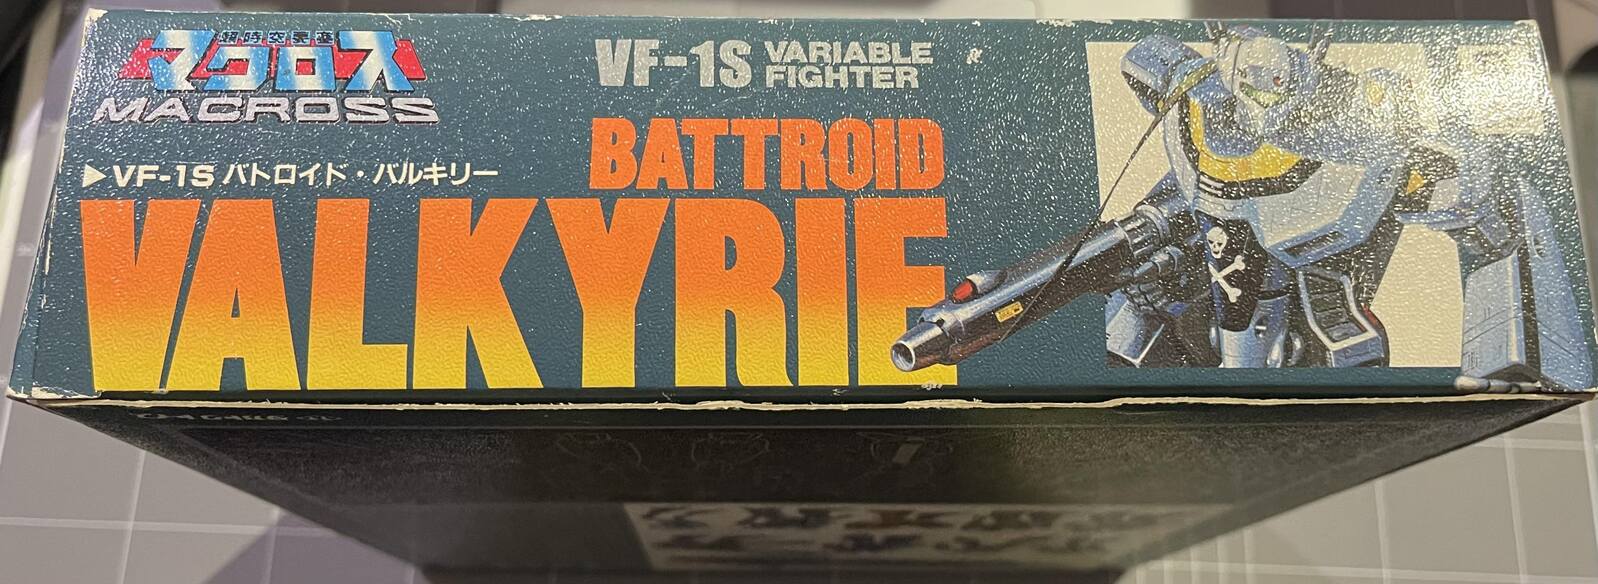 超時空要塞
マクロス
MACROSS
VF-1S VARIABLE
FIGHTER
BATTROID
▶VF-1S バトロイド・バルキリー
VALKYRIE